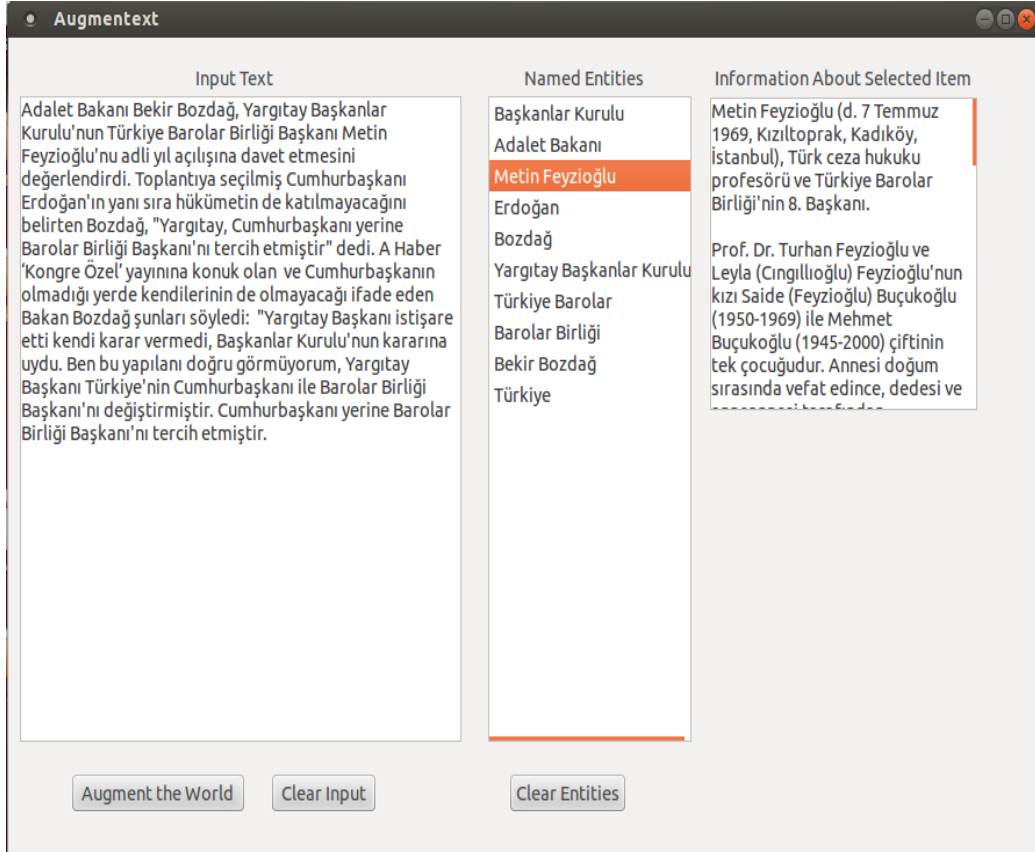 Augmentext
Input Text
Adalet Bakanı Bekir Bozdağ, Yargıtay Başkanlar
Kurulu'nun Türkiye Barolar Birliği Başkanı Metin
Feyzioğlu'nu adli yıl açılışına davet etmesini
değerlendirdi. Toplantıya seçilmiş Cumhurbaşkanı
Erdoğan'ın yanı sıra hükümetin de katılmayacağını
belirten Bozdağ, "Yargıtay, Cumhurbaşkanı yerine
Barolar Birliği Başkanı'nı tercih etmiştir" dedi. A Haber
‘Kongre Özel’ yayınına konuk olan  ve Cumhurbaşkanın
olmadığı yerde kendilerinin de olmayacağı ifade eden
Bakan Bozdağ şunları söyledi:  "Yargıtay Başkanı istişare
etti kendi karar vermedi, Başkanlar Kurulu'nun kararına
uydu. Ben bu yapılanı doğru görmüyorum, Yargıtay
Başkanı Türkiye'nin Cumhurbaşkanı ile Barolar Birliği
Başkanı'nı değiştirmiştir. Cumhurbaşkanı yerine Barolar
Birliği Başkanı'nı tercih etmiştir.
Named Entities
Başkanlar Kurulu
Adalet Bakanı
Metin Feyzioğlu
Erdoğan
Bozdağ
Yargıtay Başkanlar Kurulu
Türkiye Barolar
Barolar Birliği
Bekir Bozdağ
Türkiye
Information About Selected Item
Metin Feyzioğlu (d. 7 Temmuz
1969, Kızıltoprak, Kadıköy,
İstanbul), Türk ceza hukuku
profesörü ve Türkiye Barolar
Birliği'nin 8. Başkanı.
Prof. Dr. Turhan Feyzioğlu ve
Leyla (Cıngıllıoğlu) Feyzioğlu'nun
kızı Saide (Feyzioğlu) Buçukoğlu
(1950-1969) ile Mehmet
Buçukoğlu (1945-2000) çiftinin
tek çocuğudur. Annesi doğum
sırasında vefat edince, dedesi ve
Augment the World
Clear Input
Clear Entities